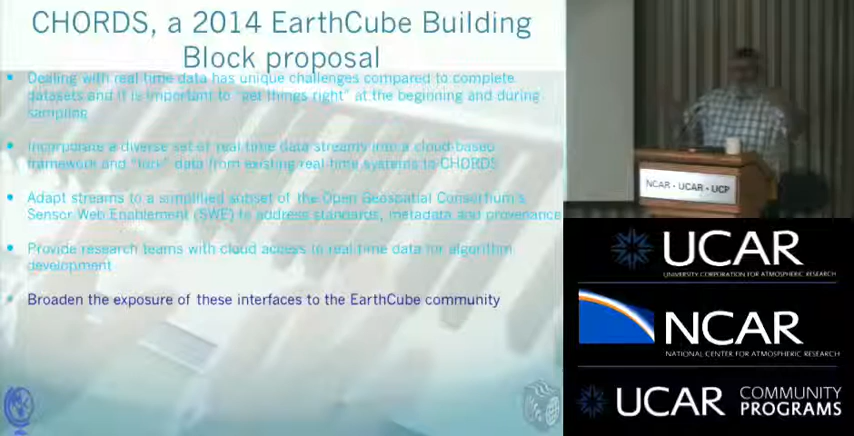 CHORDS, a 2014 EarthCube Building
Block proposal
Dealing with real time data has unique challenges compared to complete
datasets and it is important to "get things right" at the beginning and during
sampling
Incorporate a diverse set of real time data streams into a cloud-based
framework and data from existing real-time systems to CHORDS
Adapt streams to a simplified subset of the Open Geospatial Consortium's
Sensor Web Enablement (SWE) to address standards, metadata and provenance
Provide research teams with cloud access to real time data for algorithm
development
Broaden the exposure of these interfaces to the EarthCube community
NCAR - UCAR - UCP
UCAR
UNIVERSITY CORPORATION FOR ATMOSPHERIC RESEARCH
NCAR
NATIONAL CENTER FOR ATMOSPHERIC RESEARCH
UCAR COMMUNITY
PROGRAMS